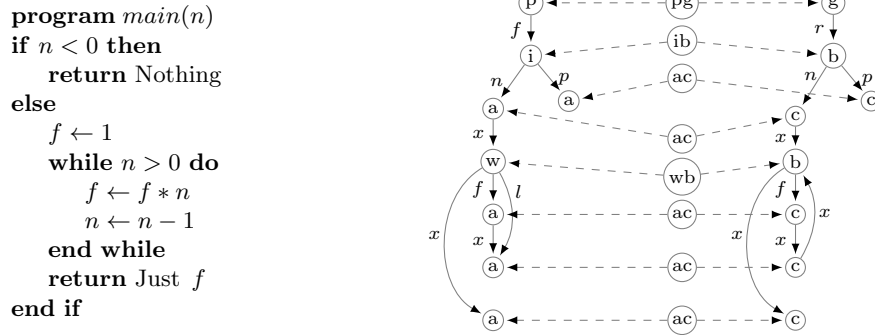 program main(n)
if n < 0 then
return Nothing
else
f ← 1
while n > 0 do
f ← f ∗ n
n ← n − 1
end while
return Just f
end if
p pg g
f r
i ib b
n p n p
a ac c
a ac c
x x
w wb b
f l f
a ac c
x x x x x
a ac c
a ac c